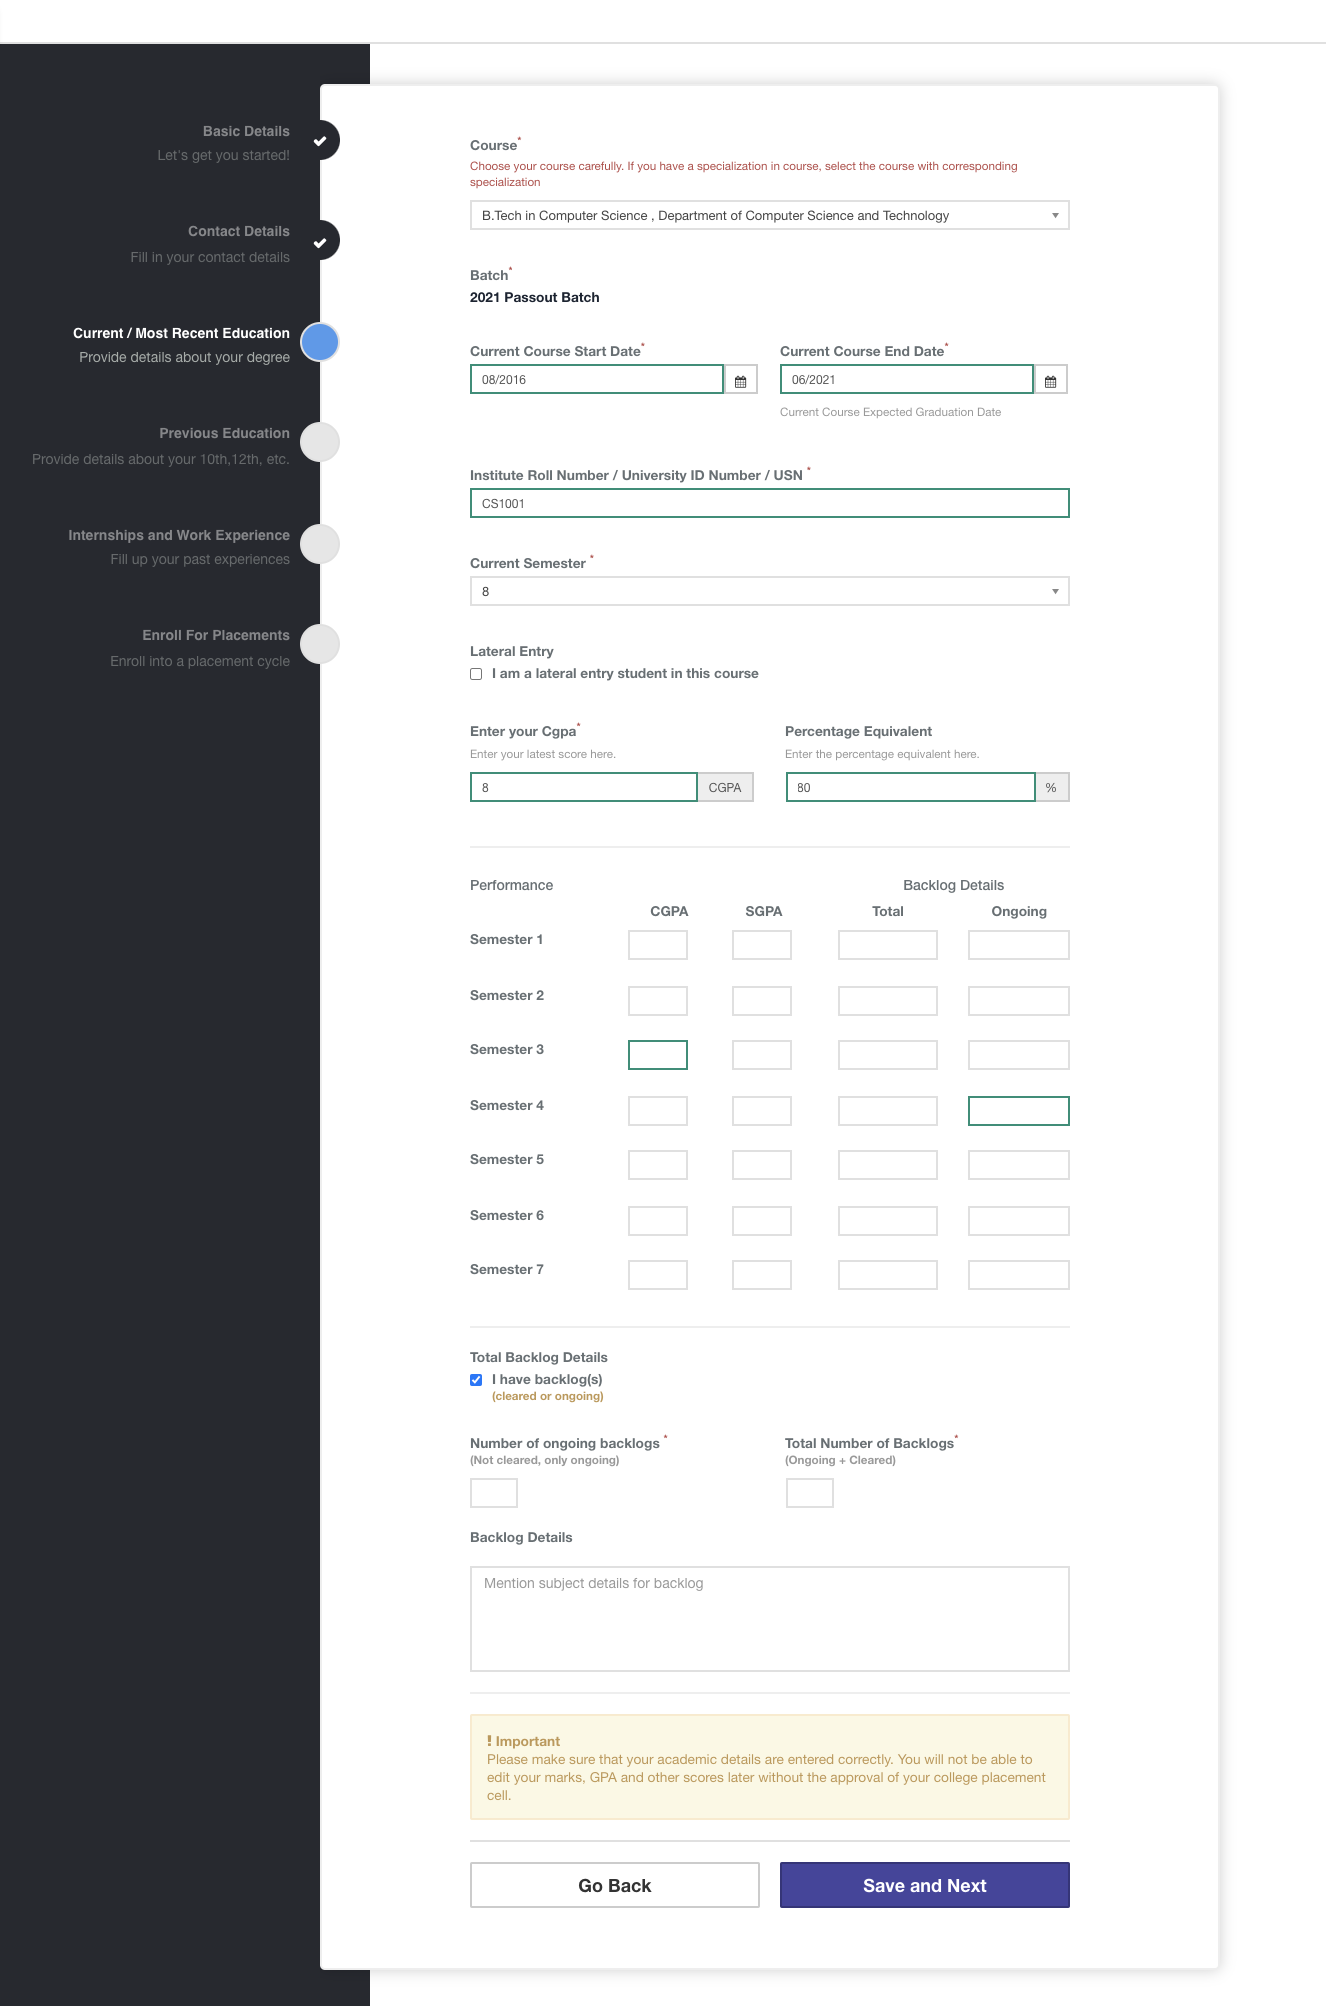 Basic Details
Let's get you started!
Contact Details
Fill in your contact details
Current / Most Recent Education
Provide details about your degree
Previous Education
Provide details about your 10th,12th, etc.
Internships and Work Experience
Fill up your past experiences
Enroll For Placements
Enroll into a placement cycle
Course*
Choose your course carefully. If you have a specialization in course, select the course with corresponding
specialization
B.Tech in Computer Science , Department of Computer Science and Technology
Batch*
2021 Passout Batch
Current Course Start Date* Current Course End Date*
08/2016 06/2021
Current Course Expected Graduation Date
Institute Roll Number / University ID Number / USN *
CS1001
Current Semester *
8
Lateral Entry
I am a lateral entry student in this course
Enter your Cgpa* Percentage Equivalent
Enter your latest score here. Enter the percentage equivalent here.
8 CGPA 80 %
Performance Backlog Details
CGPA SGPA Total Ongoing
Semester 1
Semester 2
Semester 3
Semester 4
Semester 5
Semester 6
Semester 7
Total Backlog Details
I have backlog(s)
(cleared or ongoing)
Number of ongoing backlogs * Total Number of Backlogs*
(Not cleared, only ongoing) (Ongoing + Cleared)
Backlog Details
Mention subject details for backlog
! Important
Please make sure that your academic details are entered correctly. You will not be able to
edit your marks, GPA and other scores later without the approval of your college placement
cell.
Go Back Save and Next